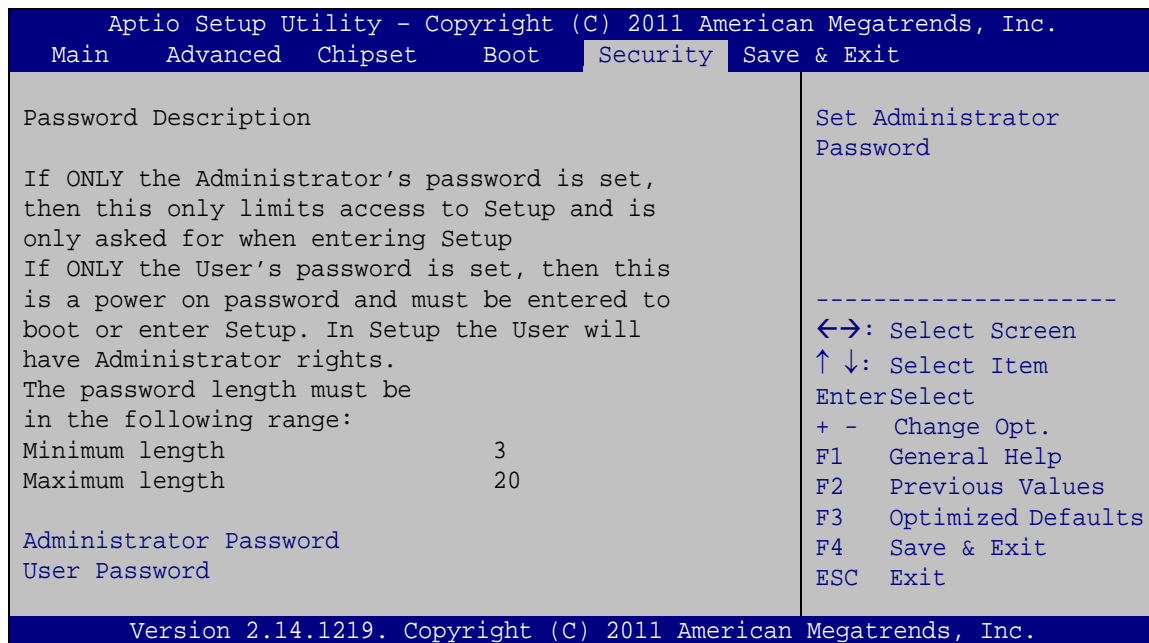 Aptio Setup Utility – Copyright (C) 2011 American Megatrends, Inc.
Main Advanced Chipset Boot Security Save & Exit
Password Description
If ONLY the Administrator’s password is set,
then this only limits access to Setup and is
only asked for when entering Setup
If ONLY the User’s password is set, then this
is a power on password and must be entered to
boot or enter Setup. In Setup the User will
have Administrator rights.
The password length must be
in the following range:
Minimum length 3
Maximum length 20
Administrator Password
User Password
Set Administrator
Password
---------------------
←→: Select Screen
↑ ↓: Select Item
EnterSelect
+ - Change Opt.
F1 General Help
F2 Previous Values
F3 Optimized Defaults
F4 Save & Exit
ESC Exit
Version 2.14.1219. Copyright (C) 2011 American Megatrends, Inc.